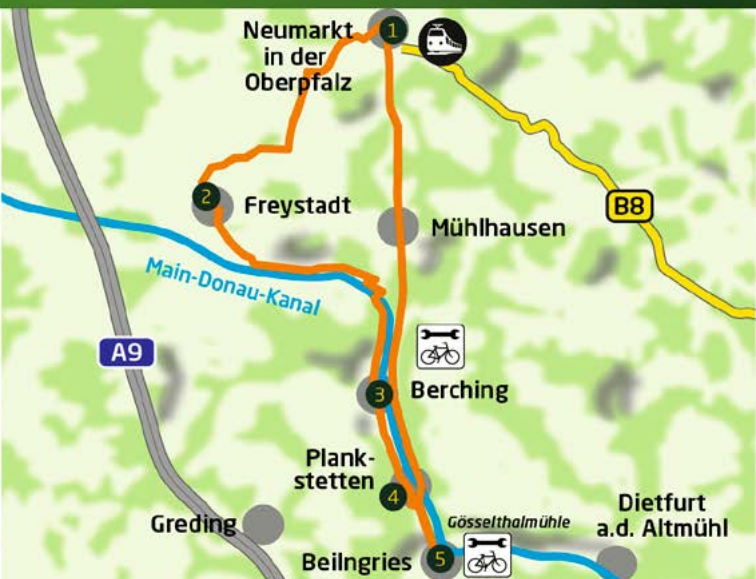 Neumarkt
in der
Oberpfalz
1
B8
2
Freystadt
Mühlhausen
Main-Donau-Kanal
A9
3
Berching
Plank-
stetten
4
Greding
Gösselthalmühle
Dietfurt
a.d. Altmühl
Beilngries
5